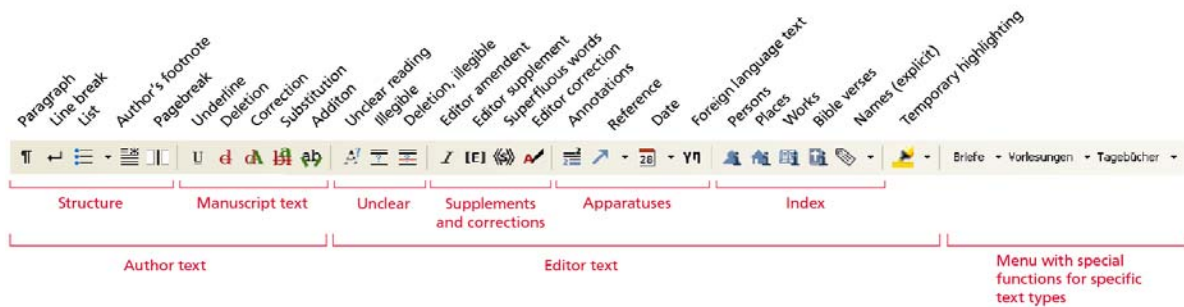 Paragraph
Line break
List
Author's footnote
Pagebreak
Underline
Deletion
Correction
Substitution
Additon
Unclear reading
Illegible
Deletion, illegible
Editor amendent
Editor supplement
Superfluous words
Editor correction
Annotations
Reference
Date
Foreign language text
Persons
Places
Works
Bible verses
Names (explicit)
Temporary highlighting
¶ U d dA ab A? ? I [E] «S» A 28 Briefe Vorlesungen Tagebücher
Structure Manuscript text Unclear Supplements and corrections Apparatuses Index
Author text Editor text Menu with special
functions for specific
text types